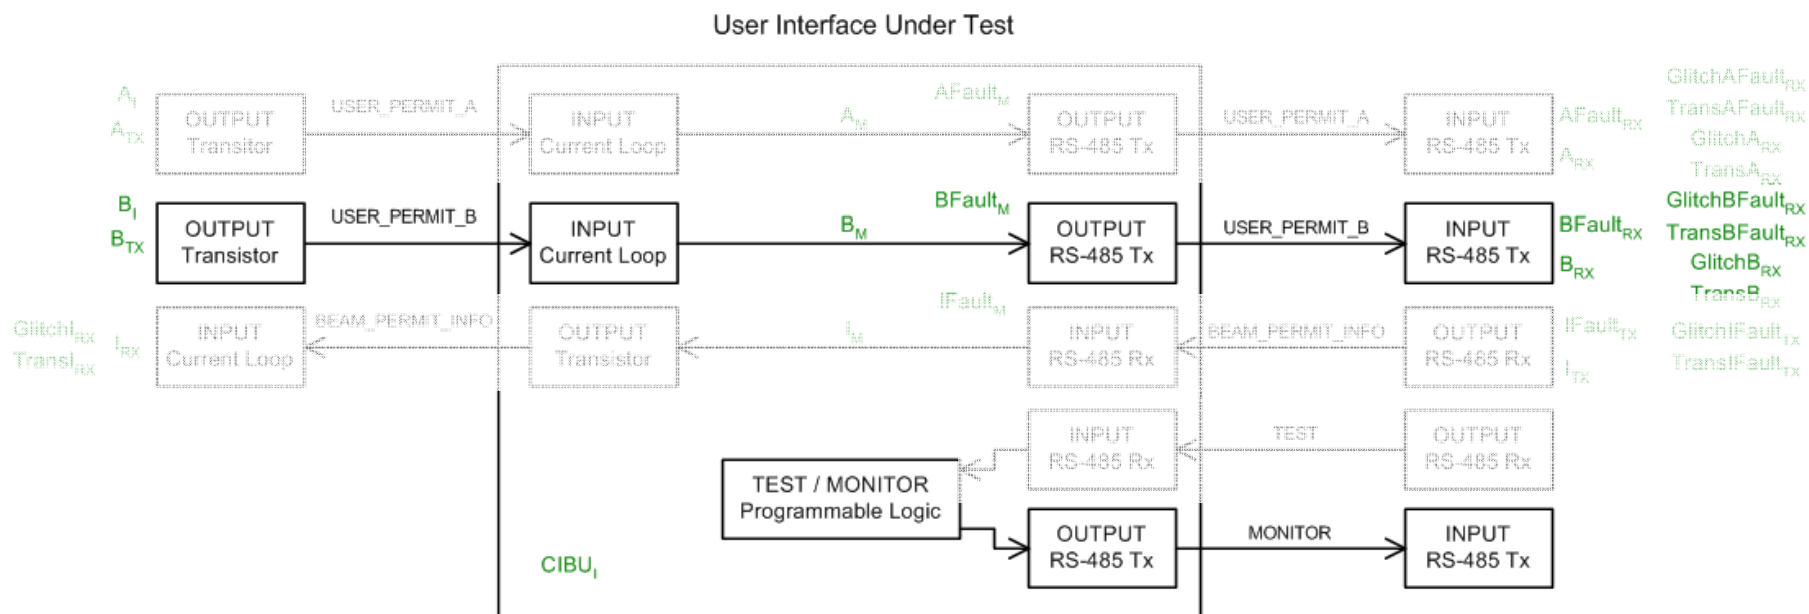 User Interface Under Test
A_I
A_TX
OUTPUT
Transitor
USER_PERMIT_A
INPUT
Current Loop
A_M
AFault_M
OUTPUT
RS-485 Tx
USER_PERMIT_A
INPUT
RS-485 Tx
AFault_RX
A_RX
GlitchAFault_RX
TransAFault_RX
GlitchA_RX
TransA_RX
B_I
B_TX
OUTPUT
Transistor
USER_PERMIT_B
INPUT
Current Loop
B_M
BFault_M
OUTPUT
RS-485 Tx
USER_PERMIT_B
INPUT
RS-485 Tx
BFault_RX
B_RX
GlitchBFault_RX
TransBFault_RX
GlitchB_RX
TransB_RX
GlitchI_RX
TransI_RX
I_RX
INPUT
Current Loop
BEAM_PERMIT_INFO
OUTPUT
Transistor
I_M
IFault_M
INPUT
RS-485 Rx
BEAM_PERMIT_INFO
OUTPUT
RS-485 Rx
IFault_TX
I_TX
GlitchIFault_TX
TransIFault_TX
INPUT
RS-485 Rx
TEST
OUTPUT
RS-485 Rx
TEST / MONITOR
Programmable Logic
OUTPUT
RS-485 Tx
MONITOR
INPUT
RS-485 Tx
CIBU_I